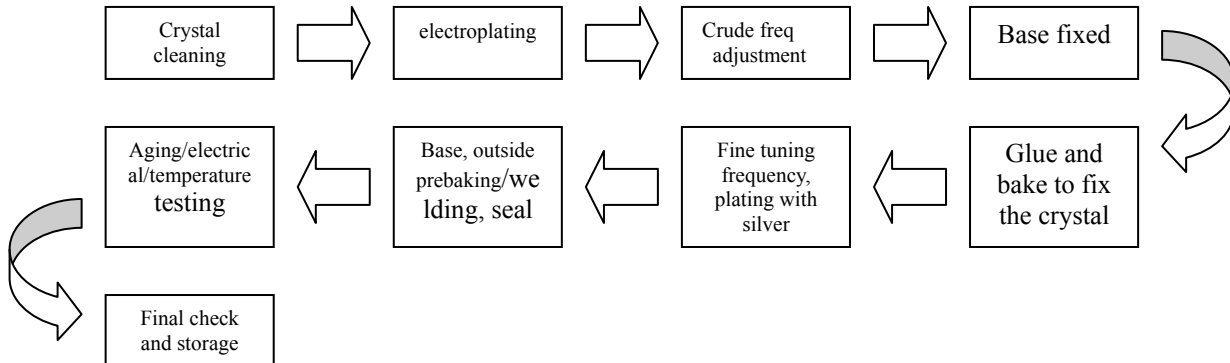 Crystal
cleaning
electroplating
Crude freq
adjustment
Base fixed
Glue and
bake to fix
the crystal
Fine tuning
frequency,
plating with
silver
Base, outside
prebaking/we
lding, seal
Aging/electric
al/temperature
testing
Final check
and storage